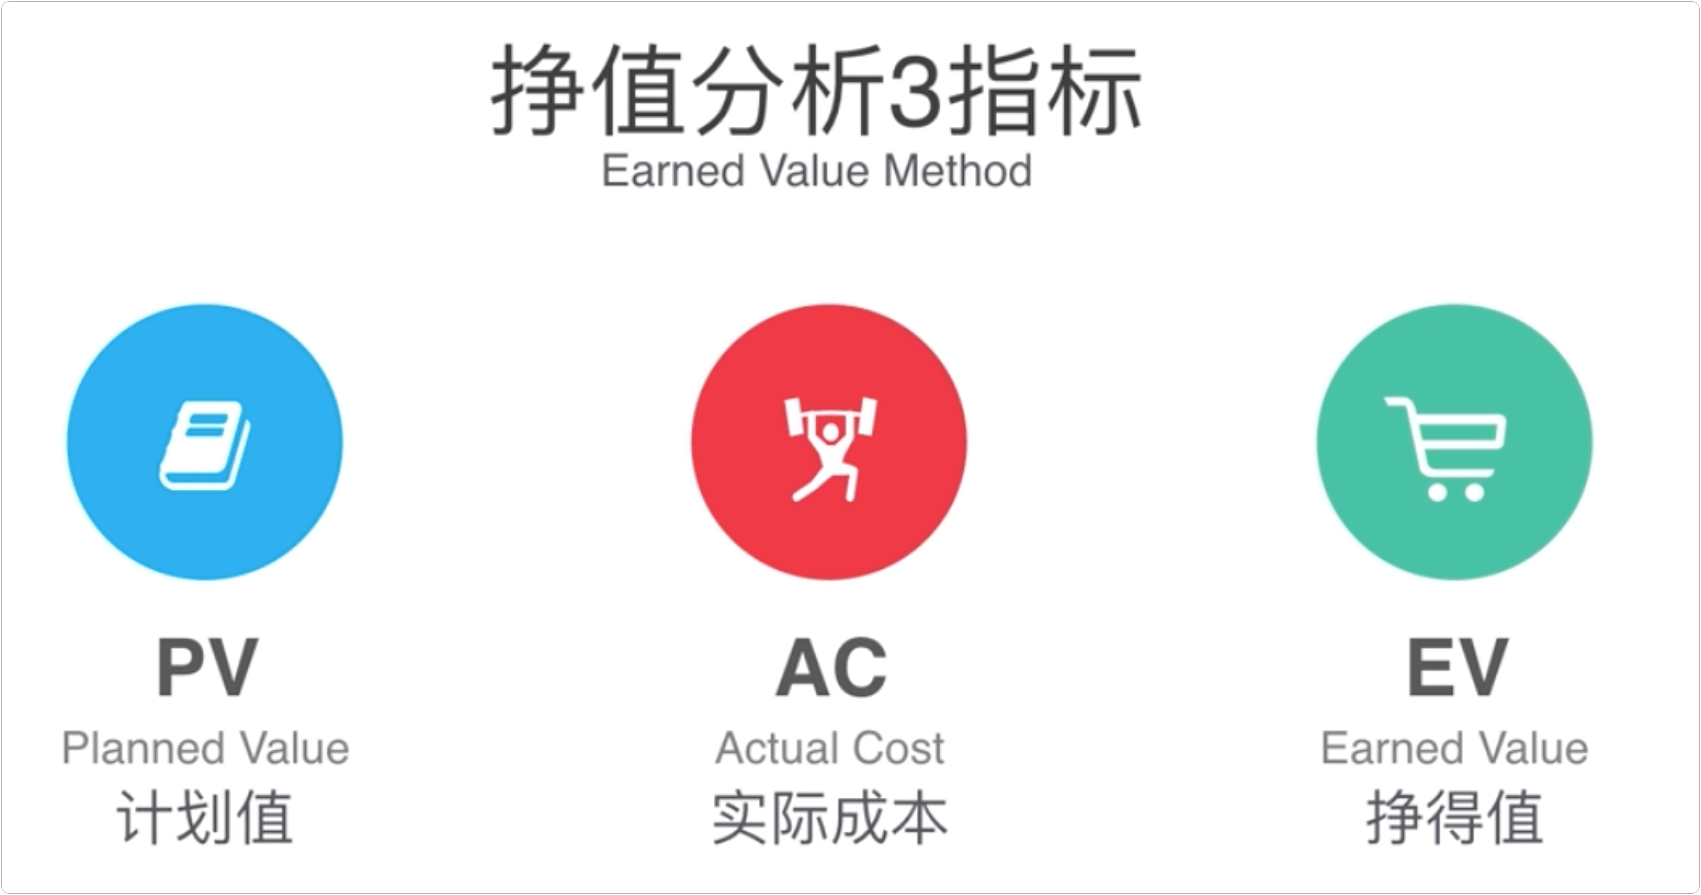 挣值分析3指标
Earned Value Method
PV
Planned Value
计划值
AC
Actual Cost
实际成本
EV
Earned Value
挣得值